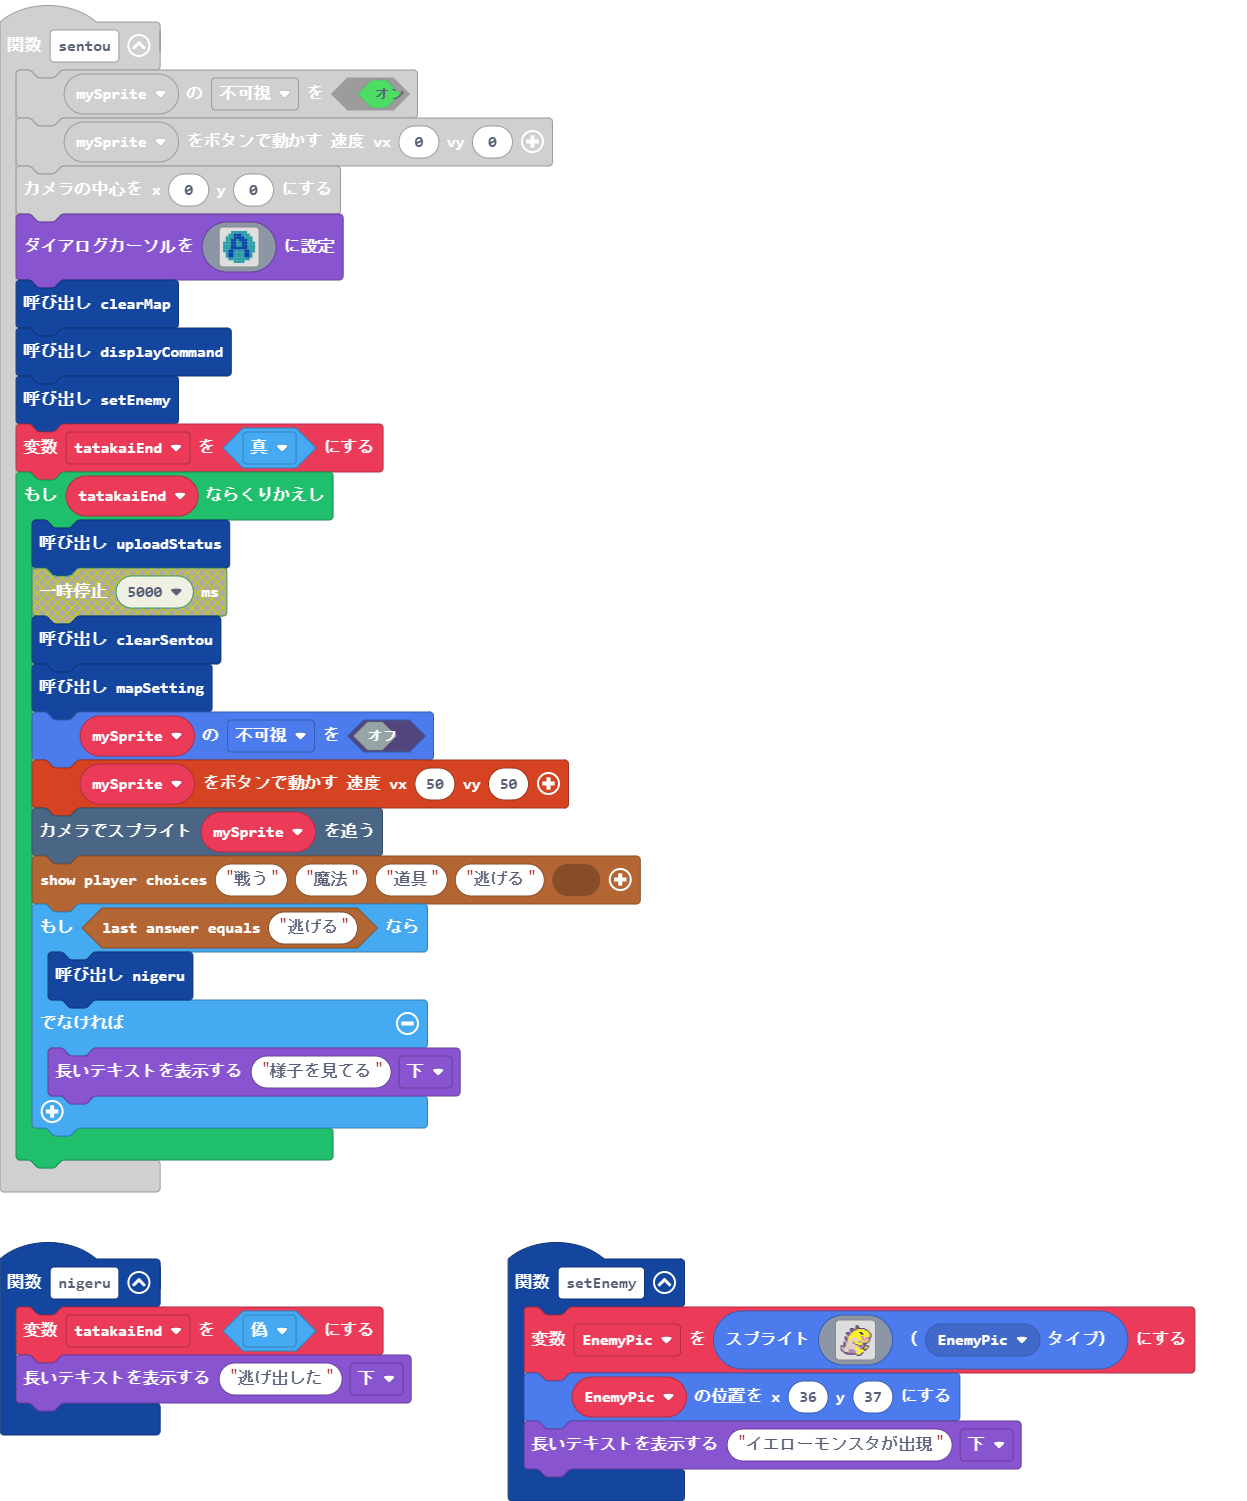 関数 sentou
mySprite の 不可視 を オン
mySprite をボタンで動かす 速度 vx 0 vy 0
カメラの中心を x 0 y 0 にする
ダイアログカーソルを A に設定
呼び出し clearMap
呼び出し displayCommand
呼び出し setEnemy
変数 tatakaiEnd を 真 にする
もし tatakaiEnd ならくりかえし
呼び出し uploadStatus
一時停止 5000 ms
呼び出し clearSentou
呼び出し mapSetting
mySprite の 不可視 を オフ
mySprite をボタンで動かす 速度 vx 50 vy 50
カメラでスプライト mySprite を追う
show player choices "戦う" "魔法" "道具" "逃げる"
もし last answer equals "逃げる" なら
呼び出し nigeru
でなければ
長いテキストを表示する "様子を見てる" 下
関数 nigeru
変数 tatakaiEnd を 偽 にする
長いテキストを表示する "逃げ出した" 下
関数 setEnemy
変数 EnemyPic を スプライト ( EnemyPic タイプ) にする
EnemyPic の位置を x 36 y 37 にする
長いテキストを表示する "イエローモンスタが出現" 下